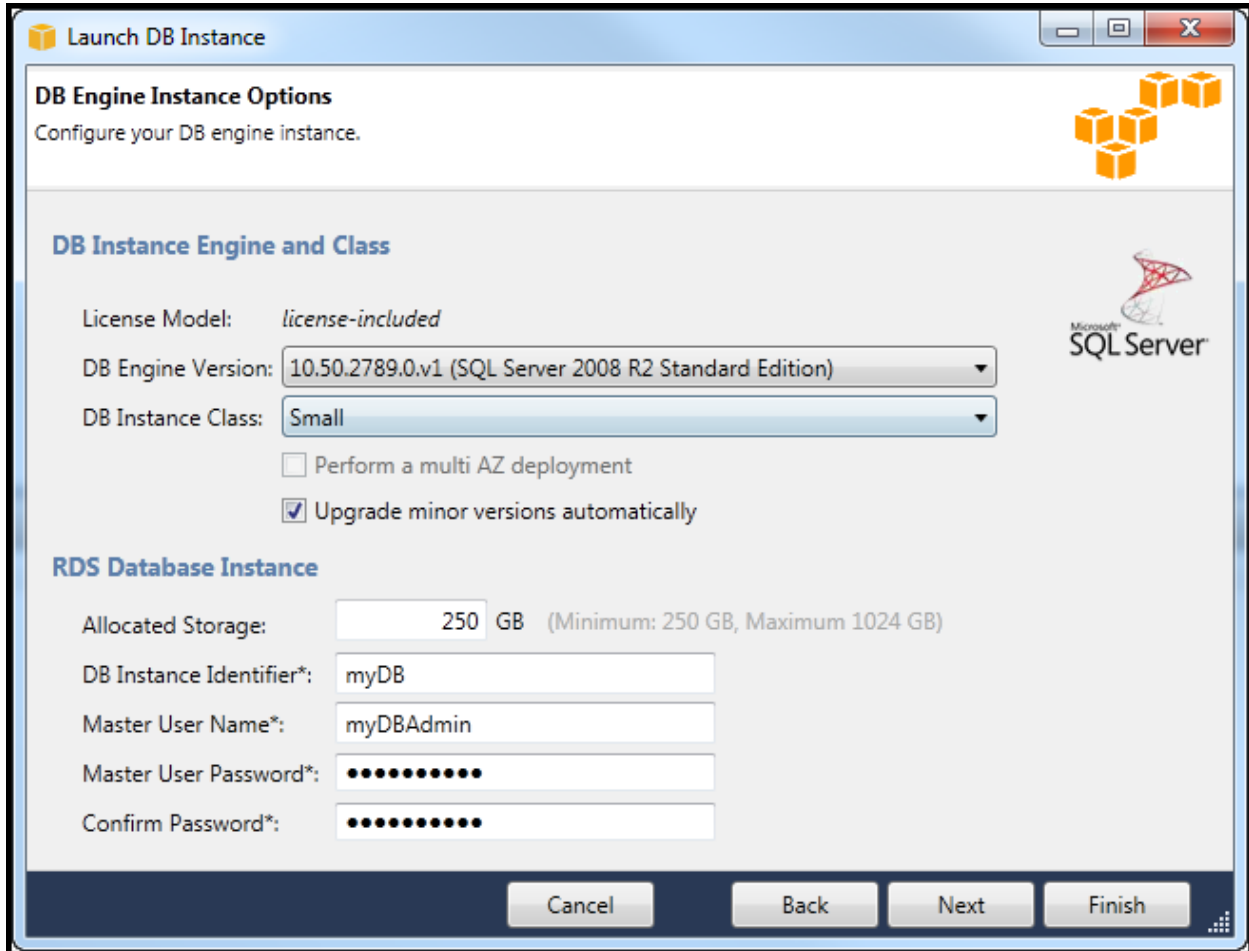 Launch DB Instance
DB Engine Instance Options
Configure your DB engine instance.
DB Instance Engine and Class
License Model: license-included
Microsoft®
SQL Server
DB Engine Version: 10.50.2789.0.v1 (SQL Server 2008 R2 Standard Edition)
DB Instance Class: Small
Perform a multi AZ deployment
Upgrade minor versions automatically
RDS Database Instance
Allocated Storage: 250 GB (Minimum: 250 GB, Maximum 1024 GB)
DB Instance Identifier*: myDB
Master User Name*: myDBAdmin
Master User Password*: ●●●●●●●●●●
Confirm Password*: ●●●●●●●●●●
Cancel Back Next Finish